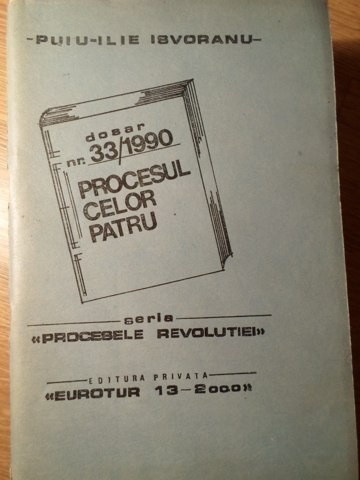 -PUIU-ILIE ISVORANU-
dosar
nr. 33/1990
PROCESUL
CELOR
PATRU
seria
«PROCESELE REVOLUTIEI»
EDITURA PRIVATA
«EUROTUR 13-2000»